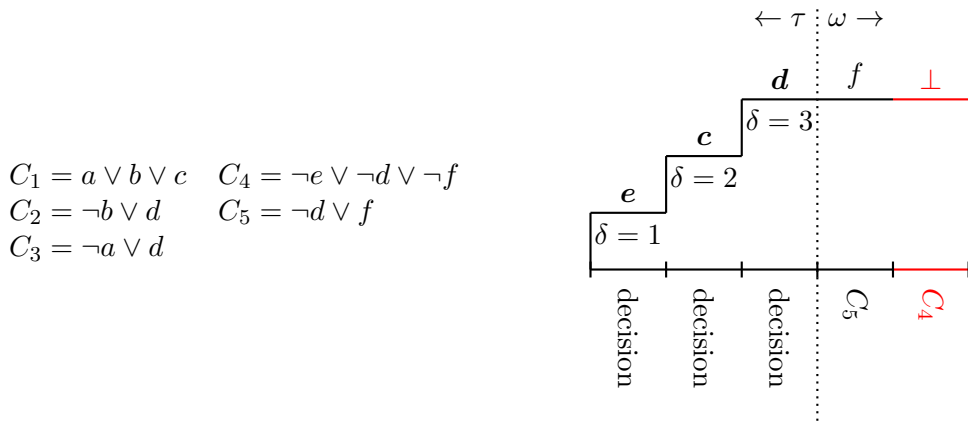 ← τ ω →
d f ⊥
δ = 3
c
C₁ = a ∨ b ∨ c C₄ = ¬e ∨ ¬d ∨ ¬f
δ = 2
e
C₂ = ¬b ∨ d C₅ = ¬d ∨ f
δ = 1
C₃ = ¬a ∨ d
decision decision decision C₅ C₄